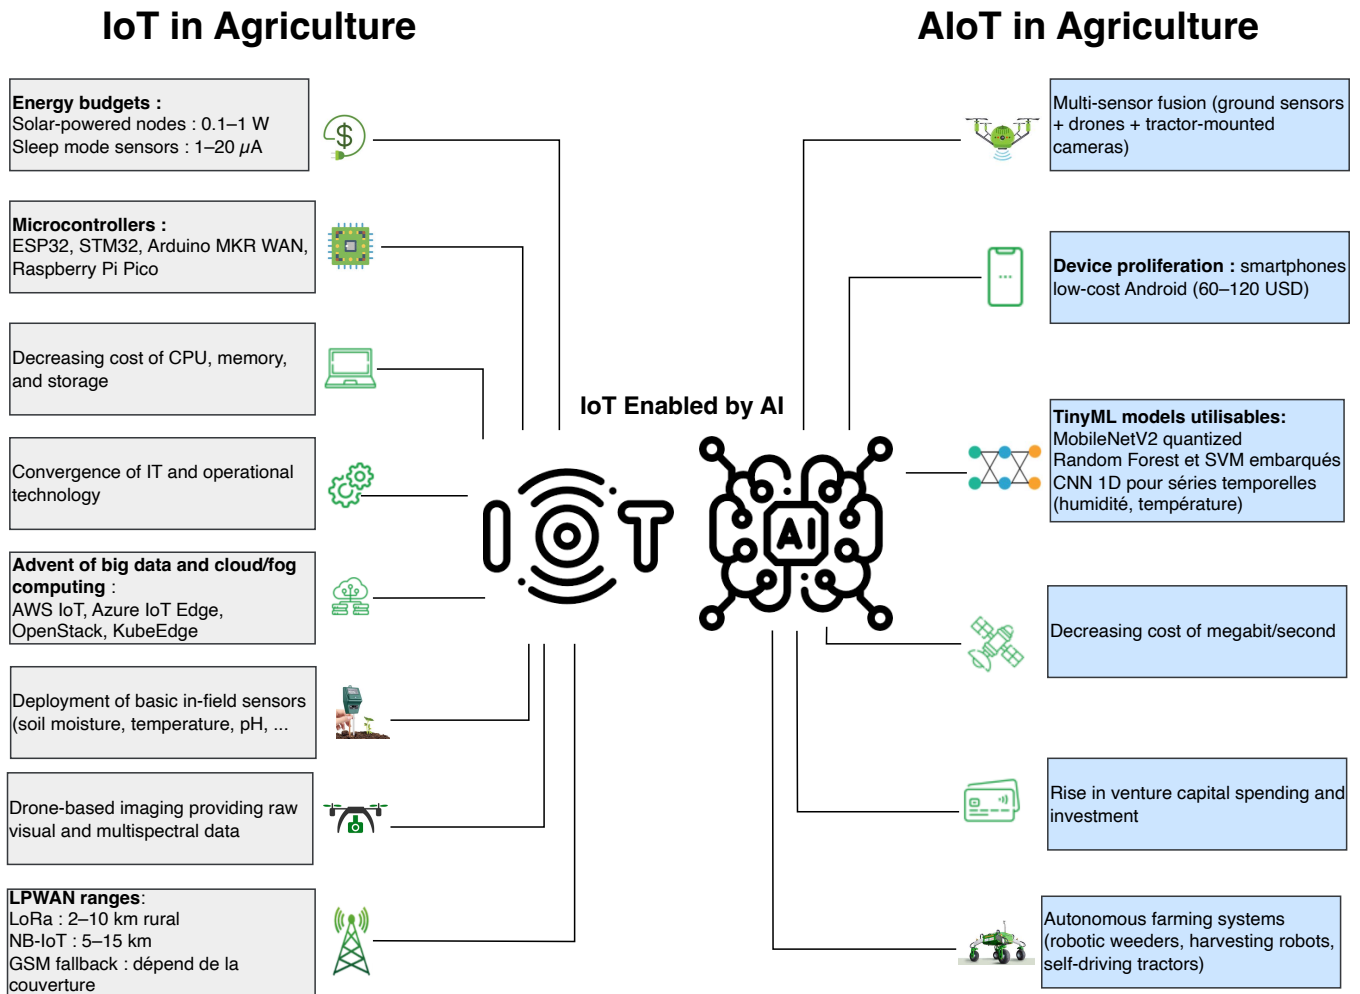 IoT in Agriculture
Energy budgets :
Solar-powered nodes : 0.1–1 W
Sleep mode sensors : 1–20 µA
Microcontrollers :
ESP32, STM32, Arduino MKR WAN,
Raspberry Pi Pico
Decreasing cost of CPU, memory,
and storage
Convergence of IT and operational
technology
Advent of big data and cloud/fog
computing :
AWS IoT, Azure IoT Edge,
OpenStack, KubeEdge
Deployment of basic in-field sensors
(soil moisture, temperature, pH, ...
Drone-based imaging providing raw
visual and multispectral data
LPWAN ranges:
LoRa : 2–10 km rural
NB-IoT : 5–15 km
GSM fallback : dépend de la
couverture
IoT Enabled by AI
IOT
AI
AIoT in Agriculture
Multi-sensor fusion (ground sensors
+ drones + tractor-mounted
cameras)
Device proliferation : smartphones
low-cost Android (60–120 USD)
TinyML models utilisables:
MobileNetV2 quantized
Random Forest et SVM embarqués
CNN 1D pour séries temporelles
(humidité, température)
Decreasing cost of megabit/second
Rise in venture capital spending and
investment
Autonomous farming systems
(robotic weeders, harvesting robots,
self-driving tractors)